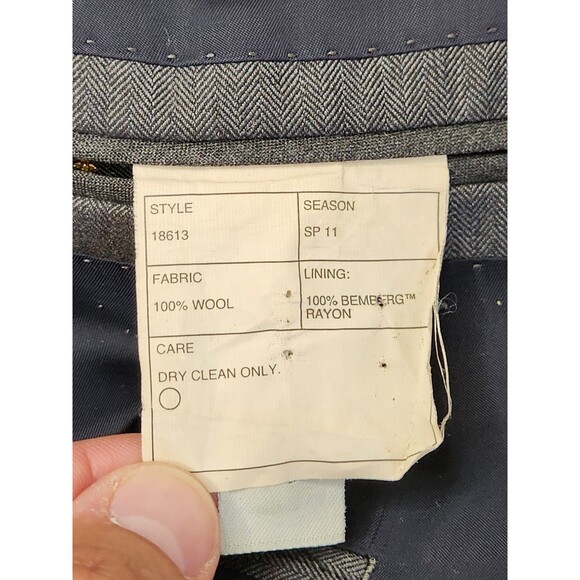 STYLE
18613
SEASON
SP 11
FABRIC
100% WOOL
LINING:
100% BEMBERG™
RAYON
CARE
DRY CLEAN ONLY.